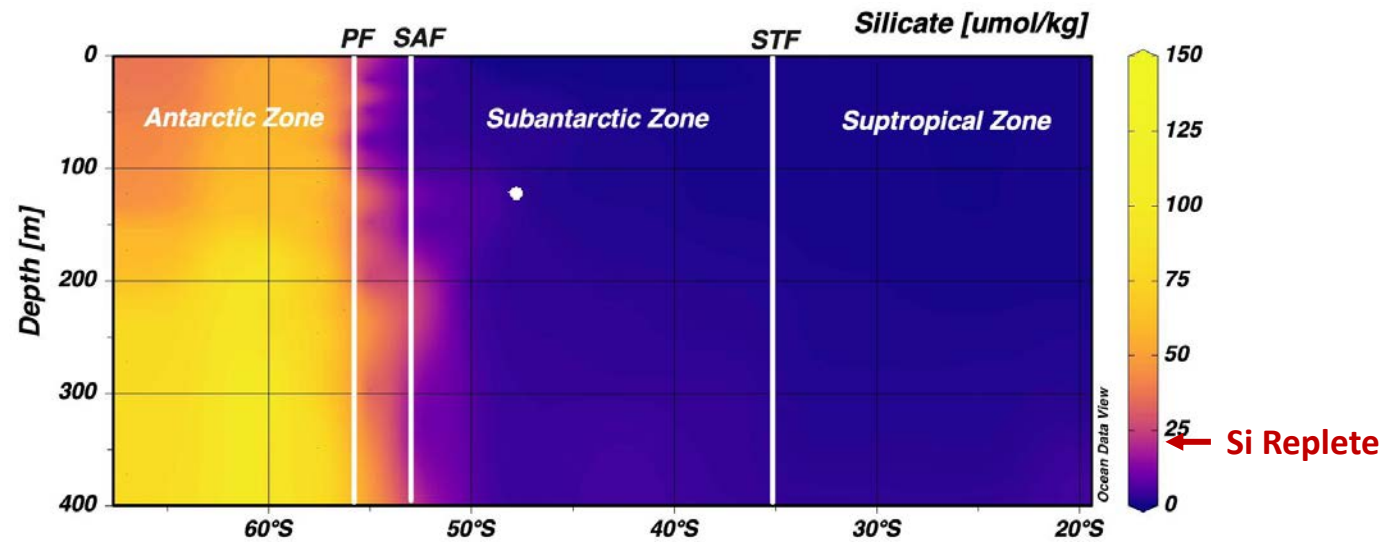 Silicate [umol/kg]
PF SAF STF
Antarctic Zone
Subantarctic Zone
Suptropical Zone
Depth [m]
0
100
200
300
400
60°S
50°S
40°S
30°S
20°S
150
125
100
75
50
25
0
Si Replete
Ocean Data View